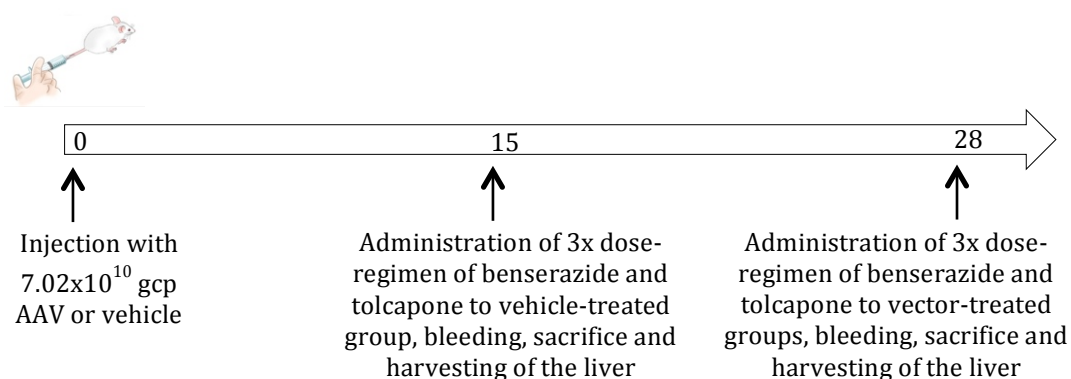 0 15 28
Injection with
7.02x10^10 gcp
AAV or vehicle
Administration of 3x dose-
regimen of benserazide and
tolcapone to vehicle-treated
group, bleeding, sacrifice and
harvesting of the liver
Administration of 3x dose-
regimen of benserazide and
tolcapone to vector-treated
groups, bleeding, sacrifice and
harvesting of the liver